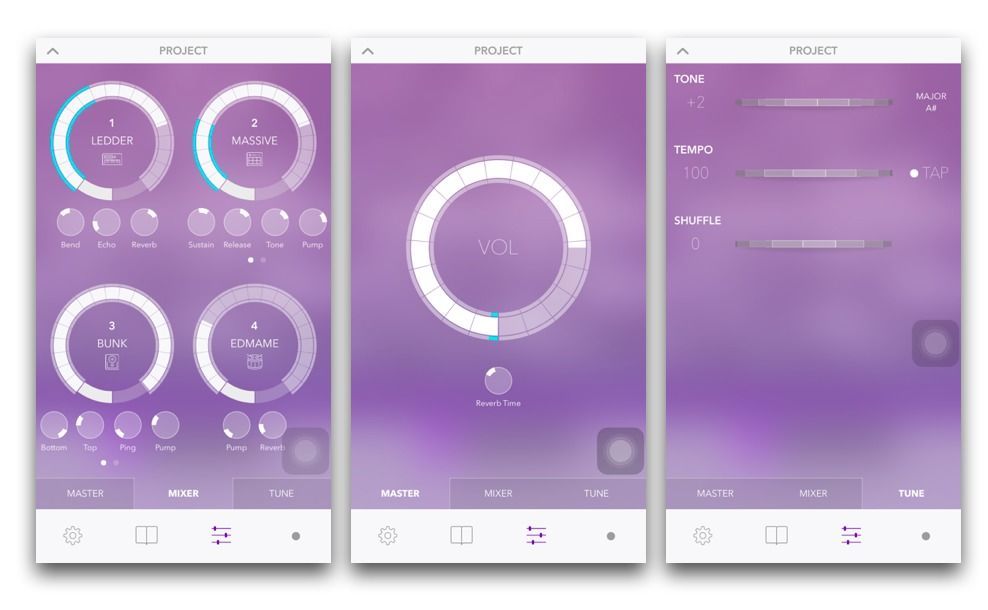 PROJECT
1
LEDDER
2
MASSIVE
Bend
Echo
Reverb
Sustain
Release
Tone
Pump
3
BUNK
4
EDMAME
Bottom
Top
Ping
Pump
Pump
Reverb
MASTER
MIXER
TUNE
PROJECT
VOL
Reverb Time
MASTER
MIXER
TUNE
PROJECT
TONE
+2
MAJOR
A#
TEMPO
100
TAP
SHUFFLE
0
MASTER
MIXER
TUNE